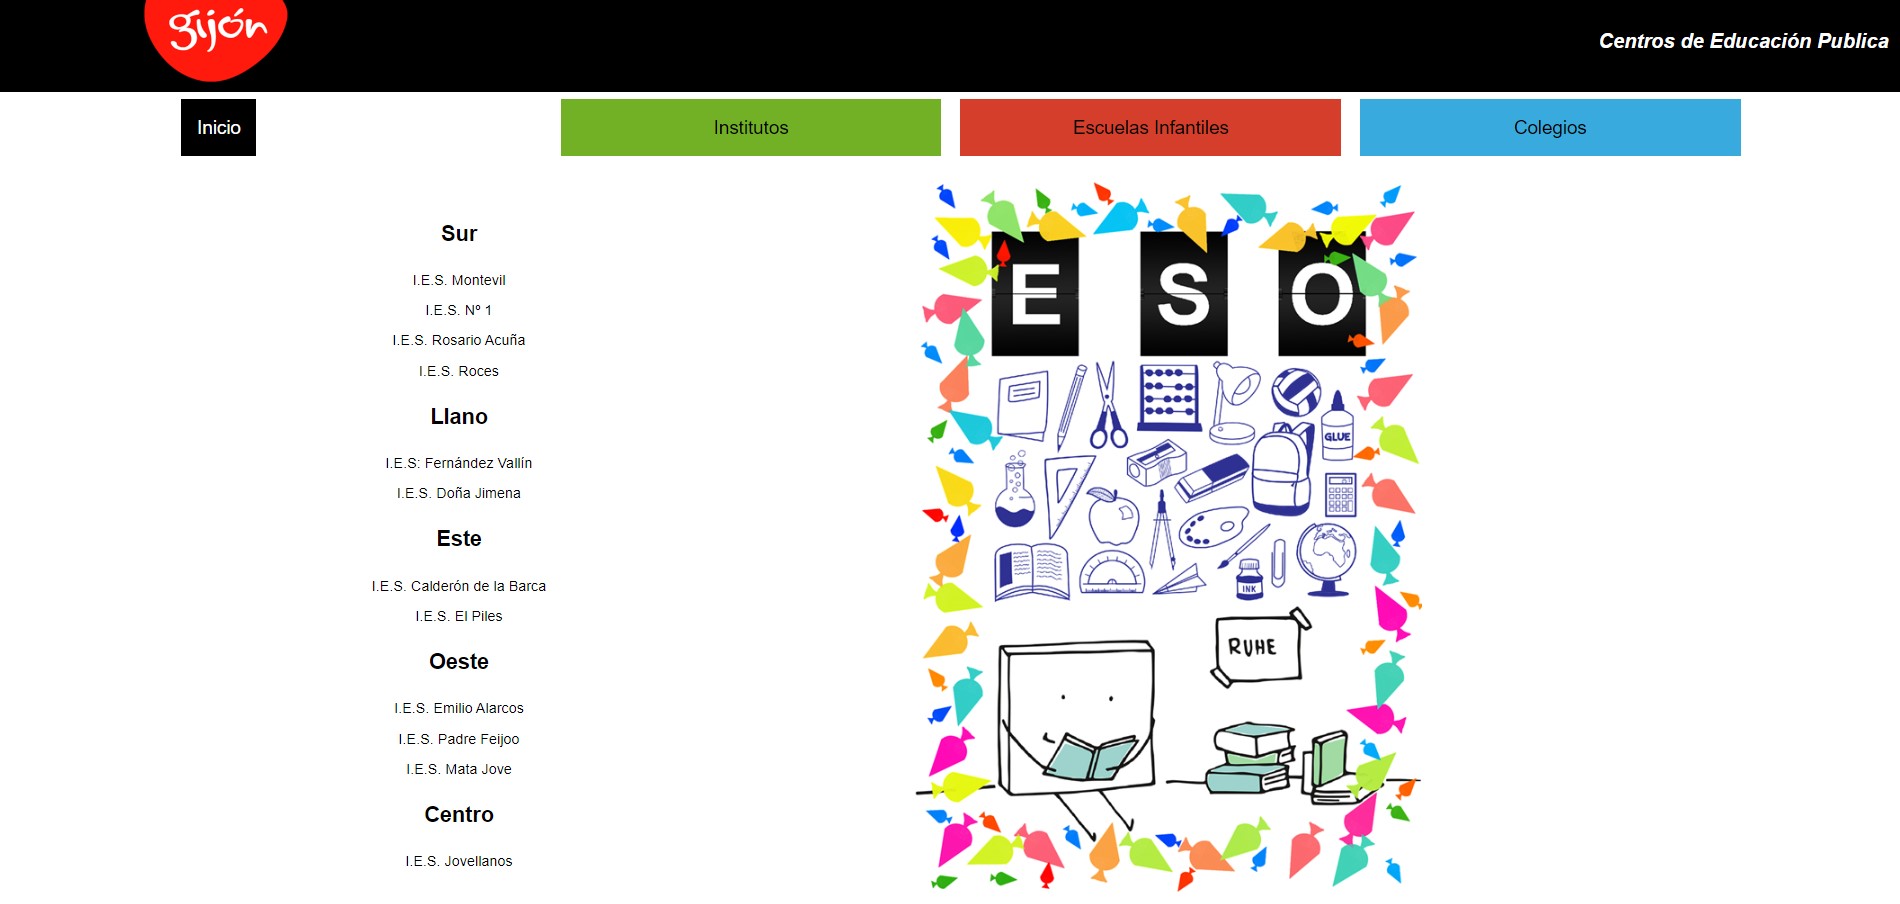 gijón
Centros de Educación Publica
Inicio
Institutos
Escuelas Infantiles
Colegios
Sur
I.E.S. Montevil
I.E.S. Nº 1
I.E.S. Rosario Acuña
I.E.S. Roces
Llano
I.E.S: Fernández Vallín
I.E.S. Doña Jimena
Este
I.E.S. Calderón de la Barca
I.E.S. El Piles
Oeste
I.E.S. Emilio Alarcos
I.E.S. Padre Feijoo
I.E.S. Mata Jove
Centro
I.E.S. Jovellanos
E S O
GLUE
INK
RUHE